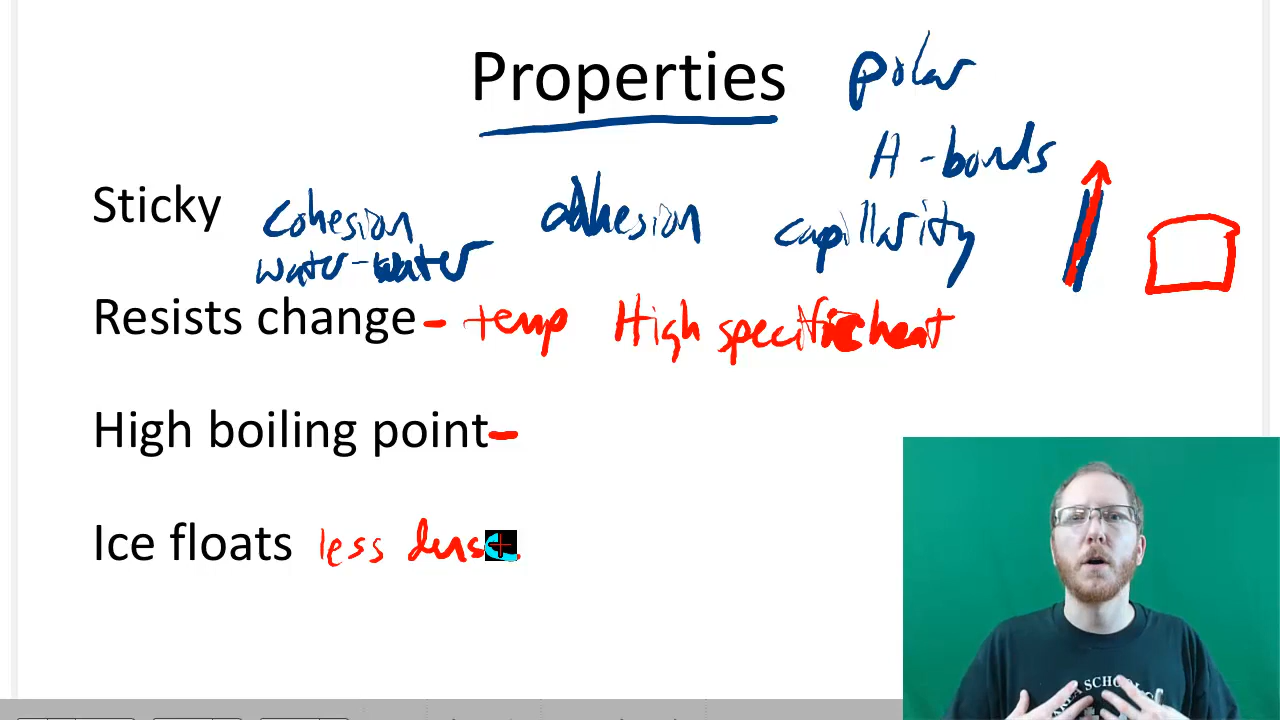 Properties polar
H-bonds
Sticky cohesion adhesion capillarity
water-water
Resists change - temp High specific heat
High boiling point -
Ice floats less dense
SCHOO